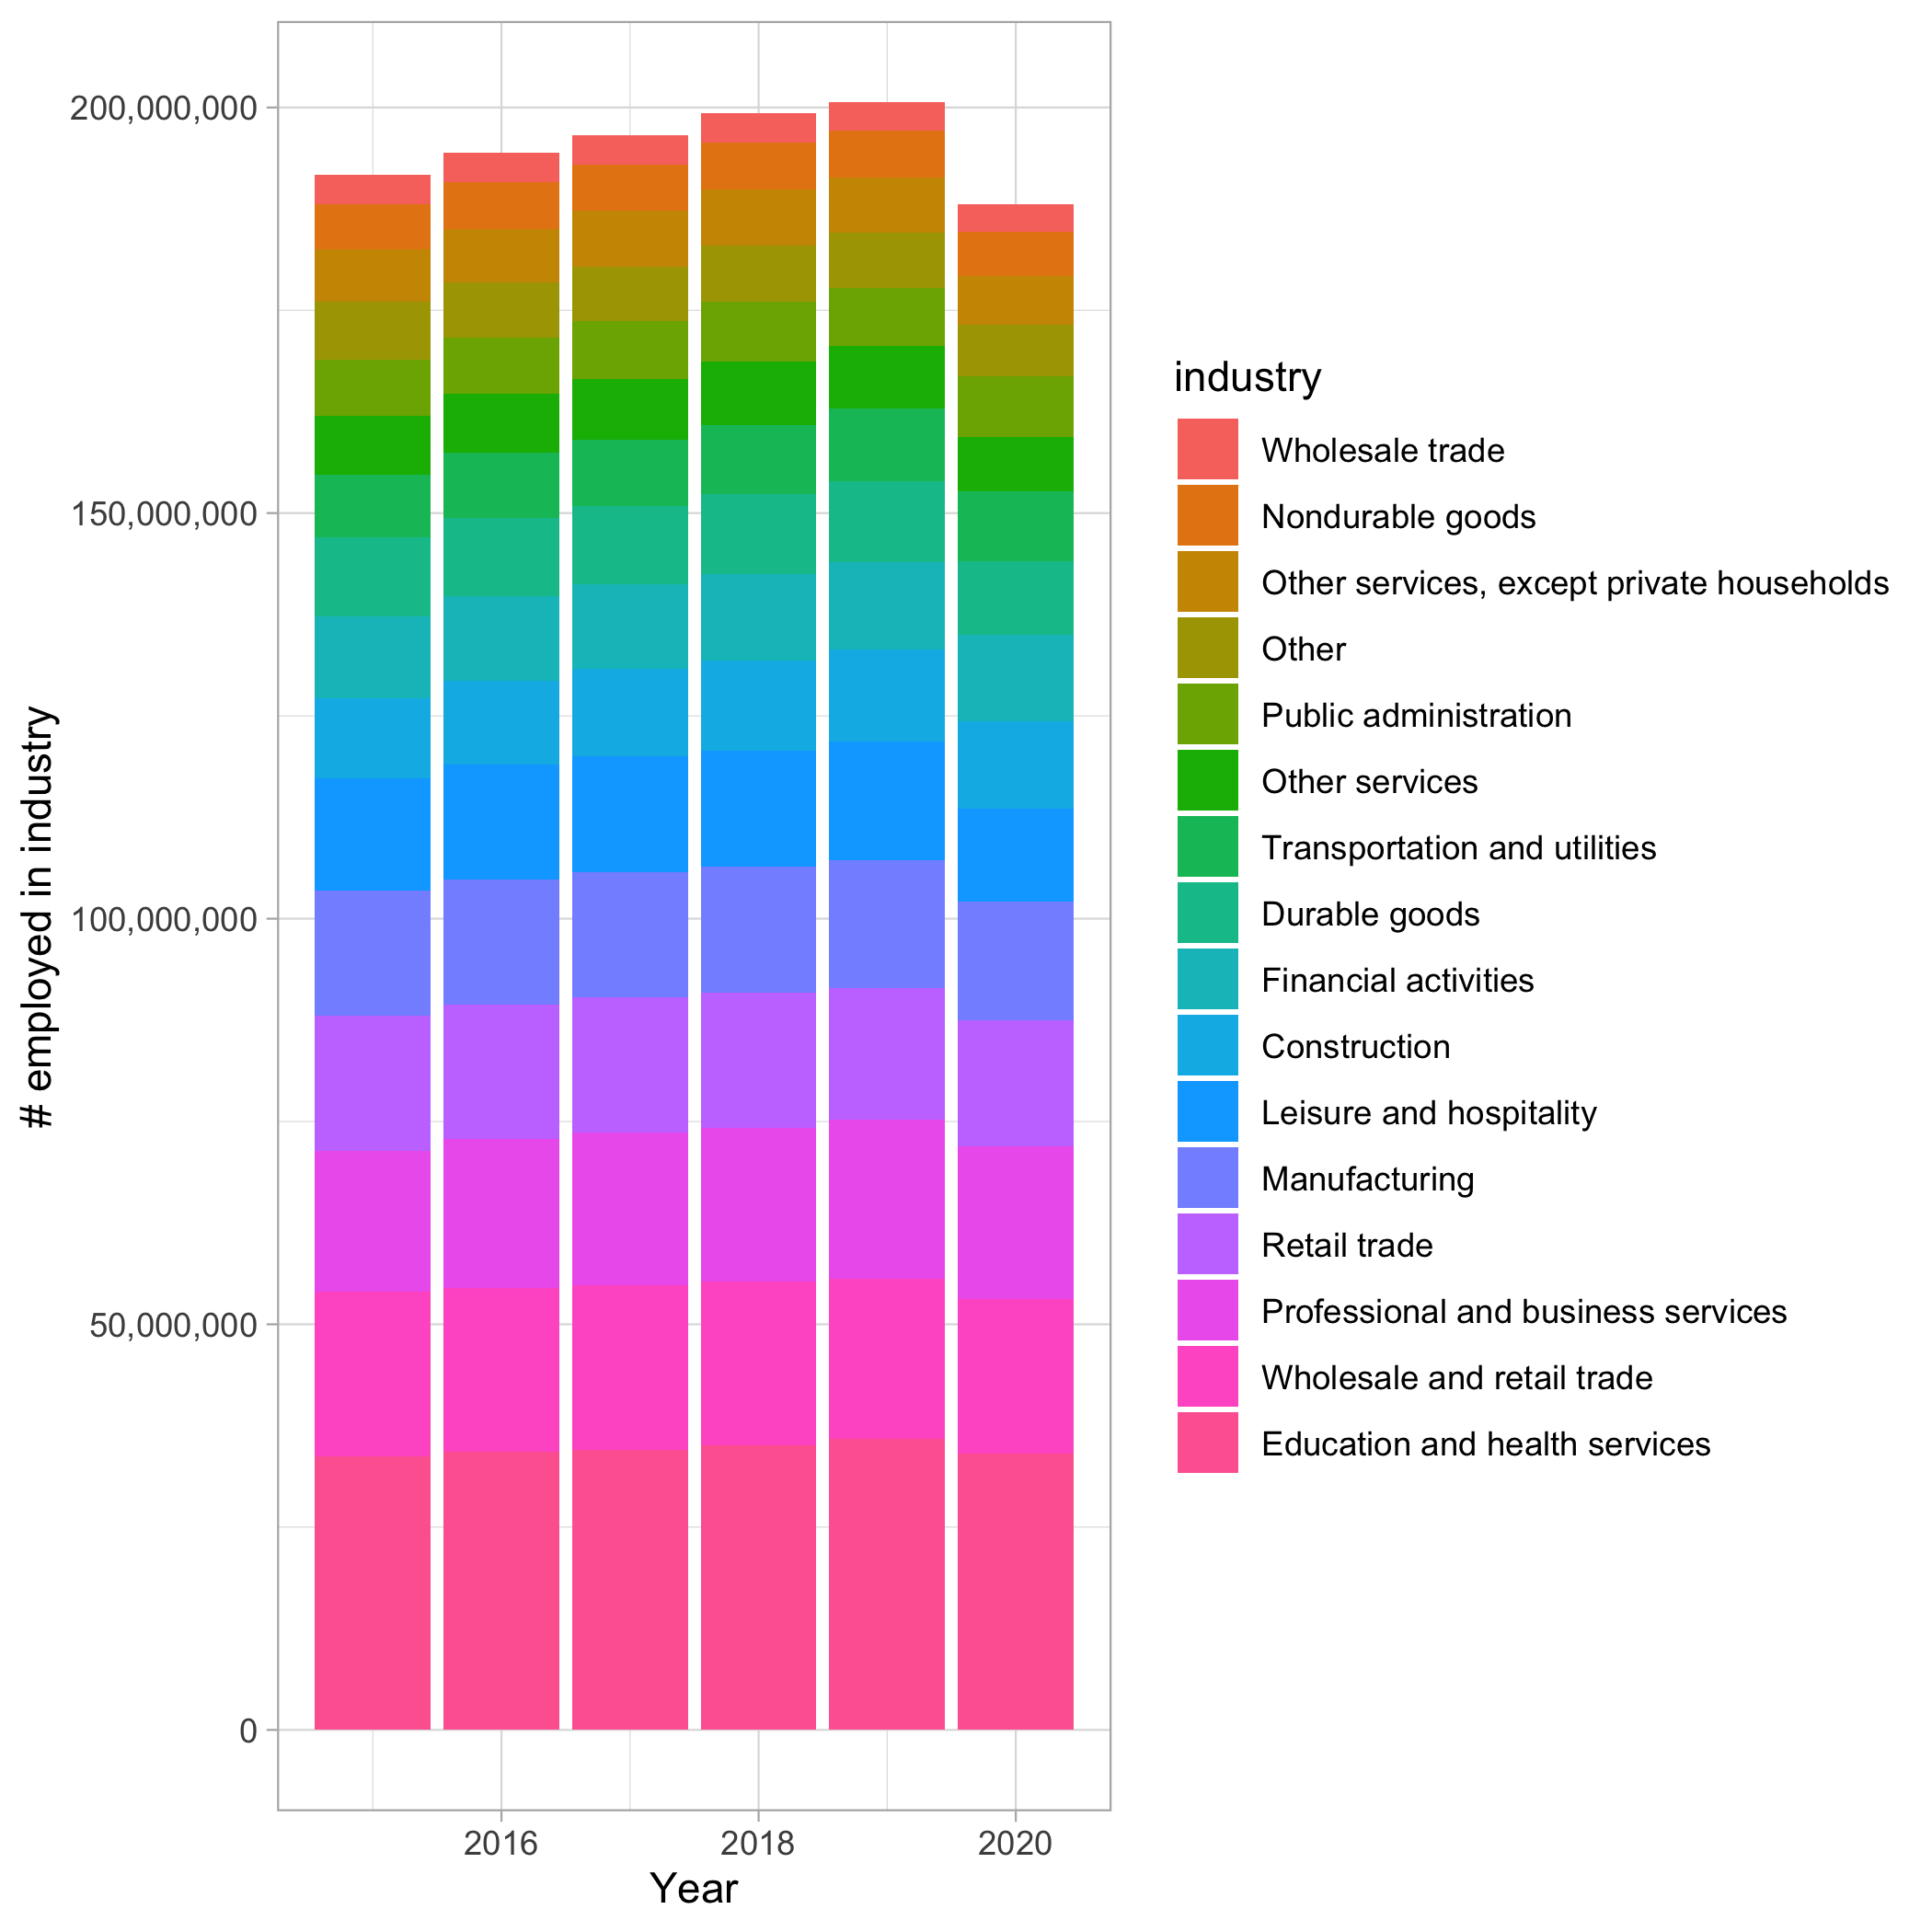 200,000,000
150,000,000
100,000,000
50,000,000
0
# employed in industry
2016 2018 2020
Year
industry
Wholesale trade
Nondurable goods
Other services, except private households
Other
Public administration
Other services
Transportation and utilities
Durable goods
Financial activities
Construction
Leisure and hospitality
Manufacturing
Retail trade
Professional and business services
Wholesale and retail trade
Education and health services